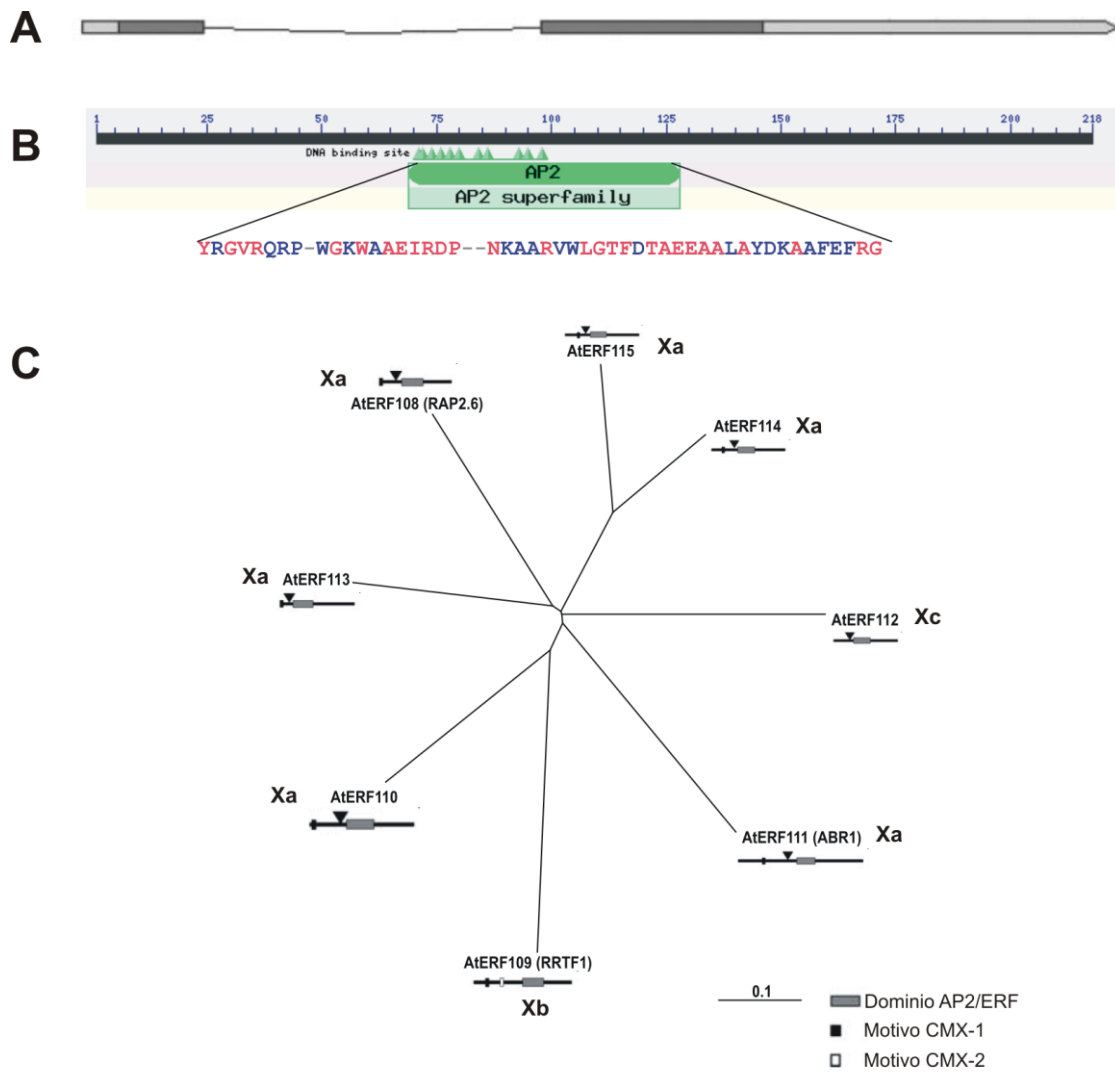 A
B
1 25 50 75 100 125 150 175 200 218
DNA binding site
AP2
AP2 superfamily
YRGVRQRP-WGKWAAEIRDP--NKAARVWLGTFDTAEEAALAYDKAAFEFRG
C
AtERF115 Xa
Xa
AtERF108 (RAP2.6)
AtERF114 Xa
Xa AtERF113
AtERF112 Xc
Xa AtERF110
AtERF111 (ABR1) Xa
AtERF109 (RRTF1)
Xb
0.1
Dominio AP2/ERF
Motivo CMX-1
Motivo CMX-2